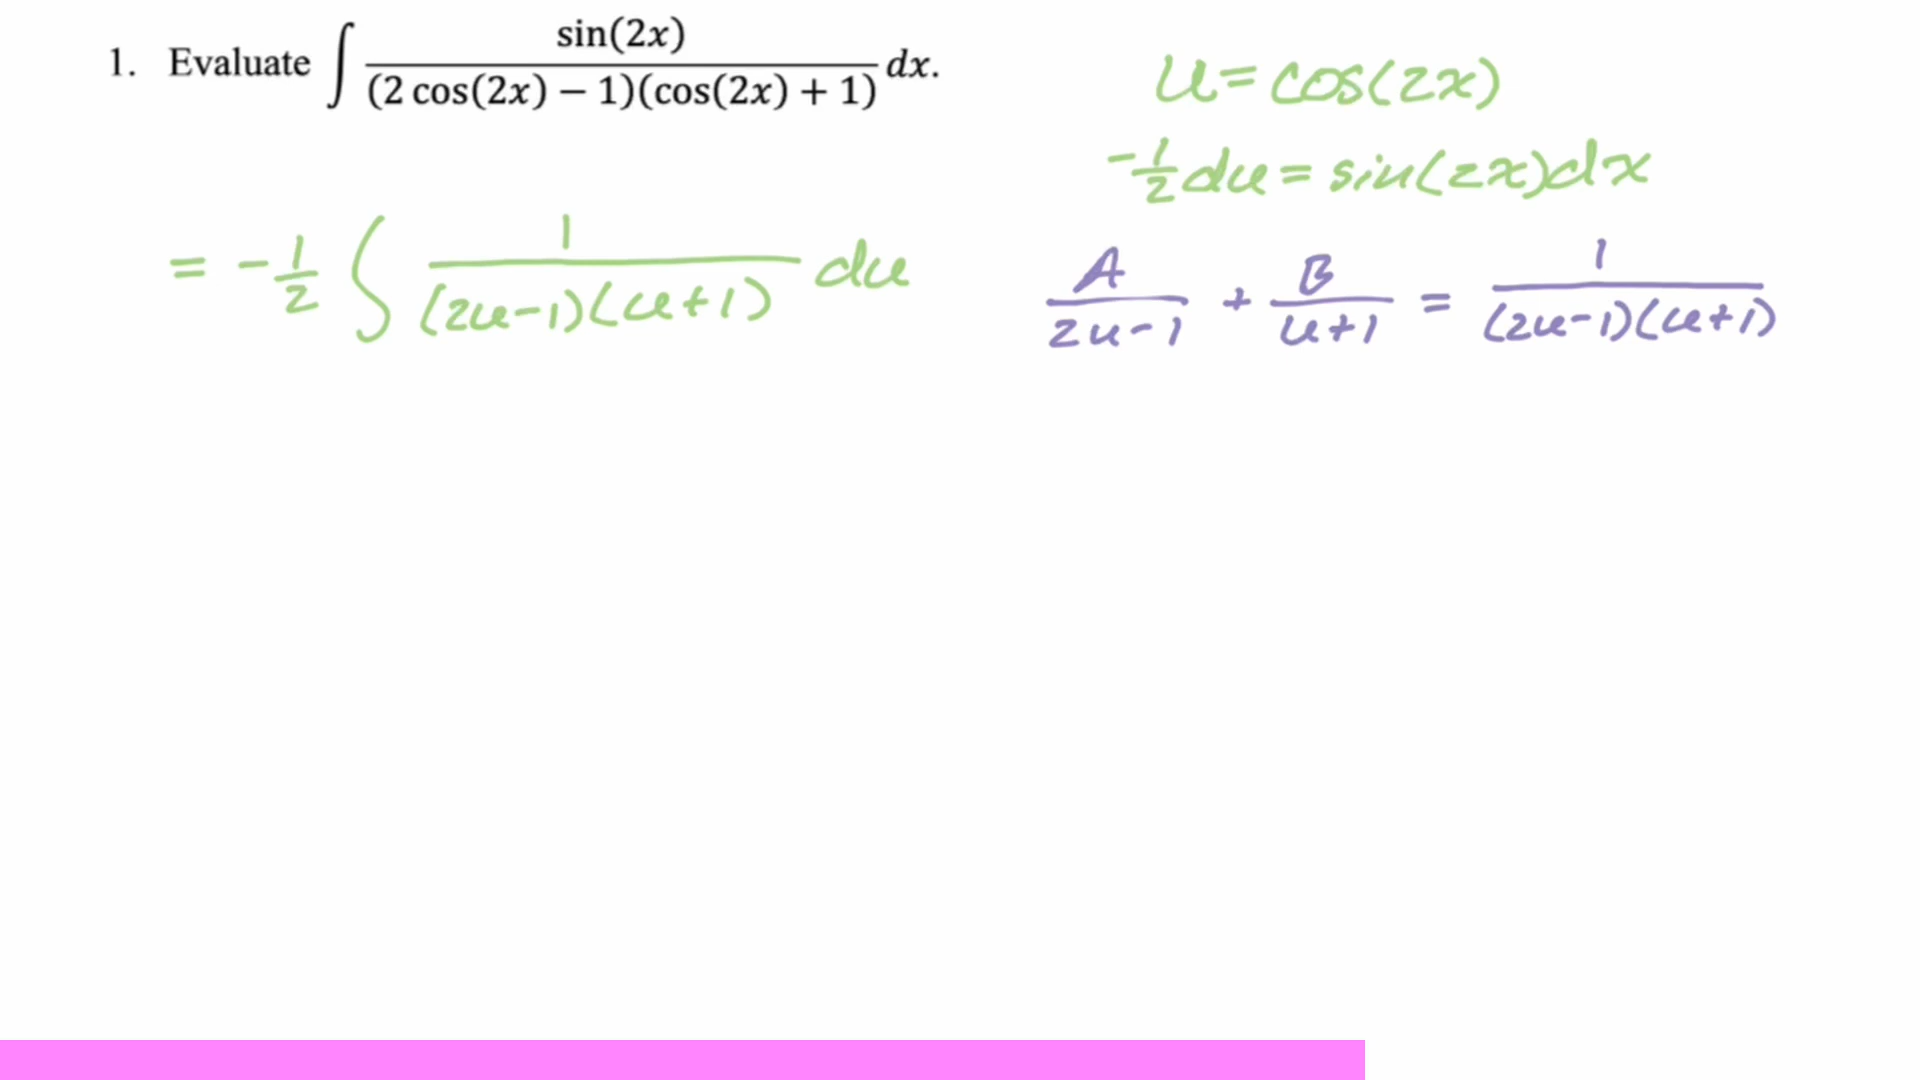 1. Evaluate ∫ sin(2x) / ((2 cos(2x) − 1)(cos(2x) + 1)) dx.
u = cos(2x)
-1/2 du = sin(2x)dx
= -1/2 ∫ 1 / ((2u-1)(u+1)) du
A/(2u-1) + B/(u+1) = 1/((2u-1)(u+1))